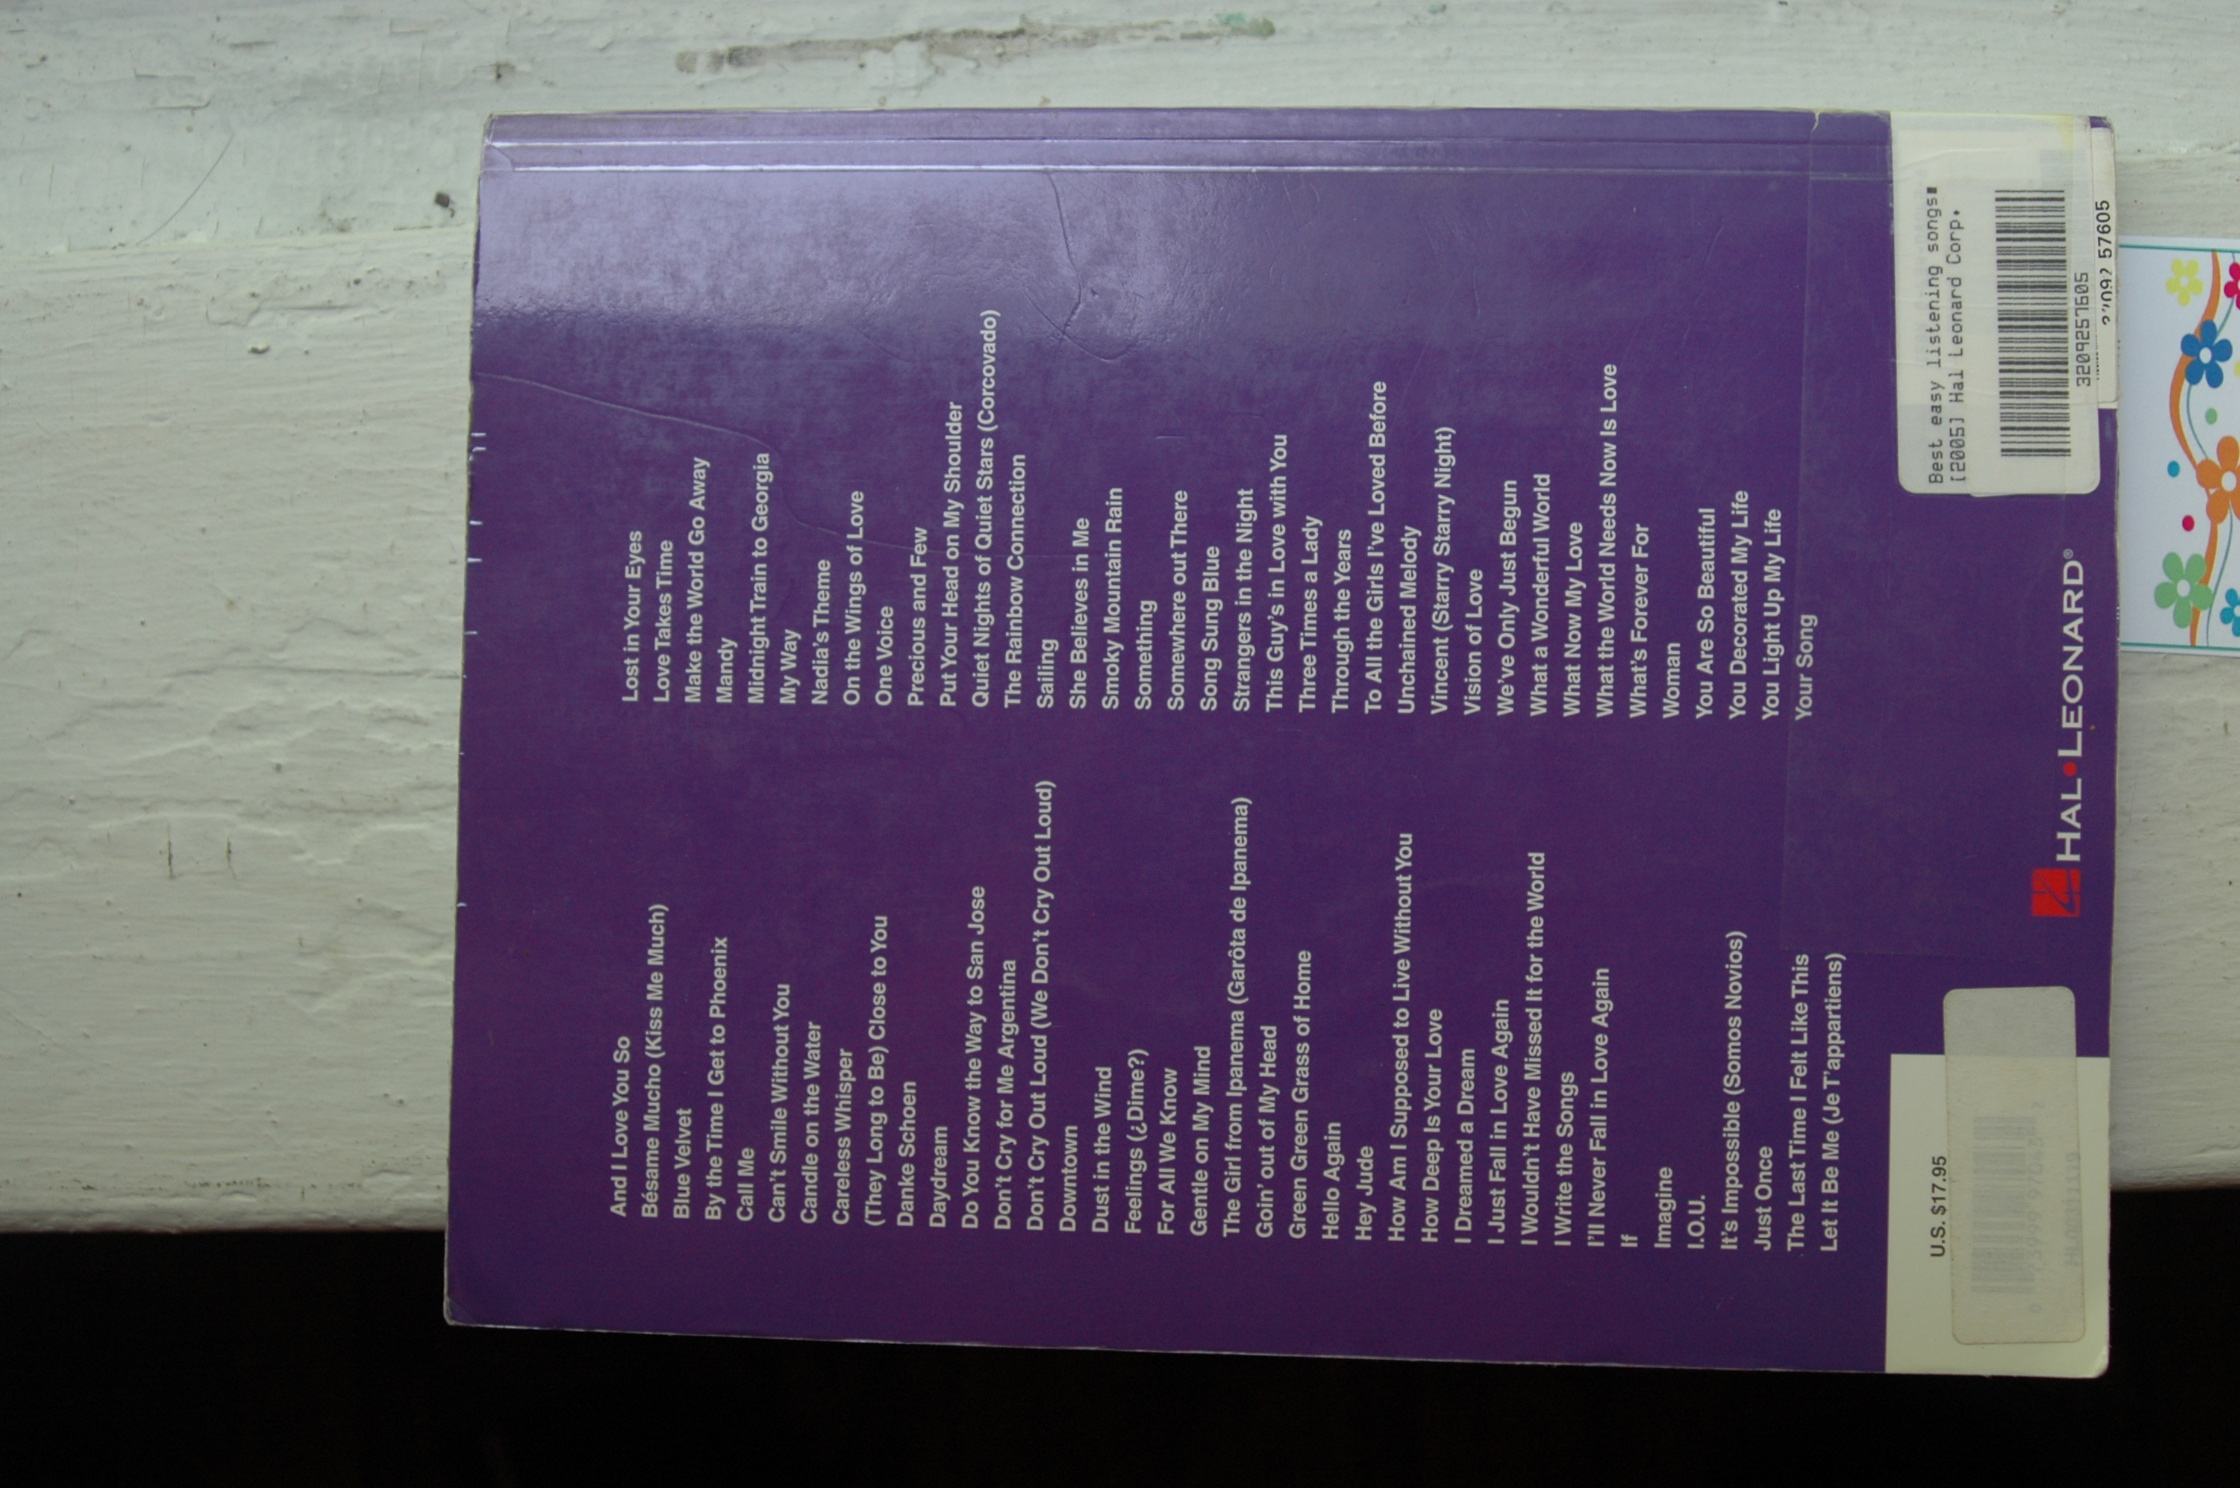 And I Love You So
Bésame Mucho (Kiss Me Much)
Blue Velvet
By the Time I Get to Phoenix
Call Me
Can't Smile Without You
Candle on the Water
Careless Whisper
(They Long to Be) Close to You
Danke Schoen
Daydream
Do You Know the Way to San Jose
Don't Cry for Me Argentina
Don't Cry Out Loud (We Don't Cry Out Loud)
Downtown
Dust in the Wind
Feelings (¿Dime?)
For All We Know
Gentle on My Mind
The Girl from Ipanema (Garôta de Ipanema)
Goin' out of My Head
Green Green Grass of Home
Hello Again
Hey Jude
How Am I Supposed to Live Without You
How Deep Is Your Love
I Dreamed a Dream
I Just Fall in Love Again
I Wouldn't Have Missed It for the World
I Write the Songs
I'll Never Fall in Love Again
If
Imagine
I.O.U.
It's Impossible (Somos Novios)
Just Once
The Last Time I Felt Like This
Let It Be Me (Je T'appartiens)
Lost in Your Eyes
Love Takes Time
Make the World Go Away
Mandy
Midnight Train to Georgia
My Way
Nadia's Theme
On the Wings of Love
One Voice
Precious and Few
Put Your Head on My Shoulder
Quiet Nights of Quiet Stars (Corcovado)
The Rainbow Connection
Sailing
She Believes in Me
Smoky Mountain Rain
Something
Somewhere out There
Song Sung Blue
Strangers in the Night
This Guy's in Love with You
Three Times a Lady
Through the Years
To All the Girls I've Loved Before
Unchained Melody
Vincent (Starry Starry Night)
Vision of Love
We've Only Just Begun
What a Wonderful World
What Now My Love
What the World Needs Now Is Love
What's Forever For
Woman
You Are So Beautiful
You Decorated My Life
You Light Up My Life
Your Song
U.S. $17.95
HAL•LEONARD®
Best easy listening songs
[2005] Hal Leonard Corp.
3209257605
57605